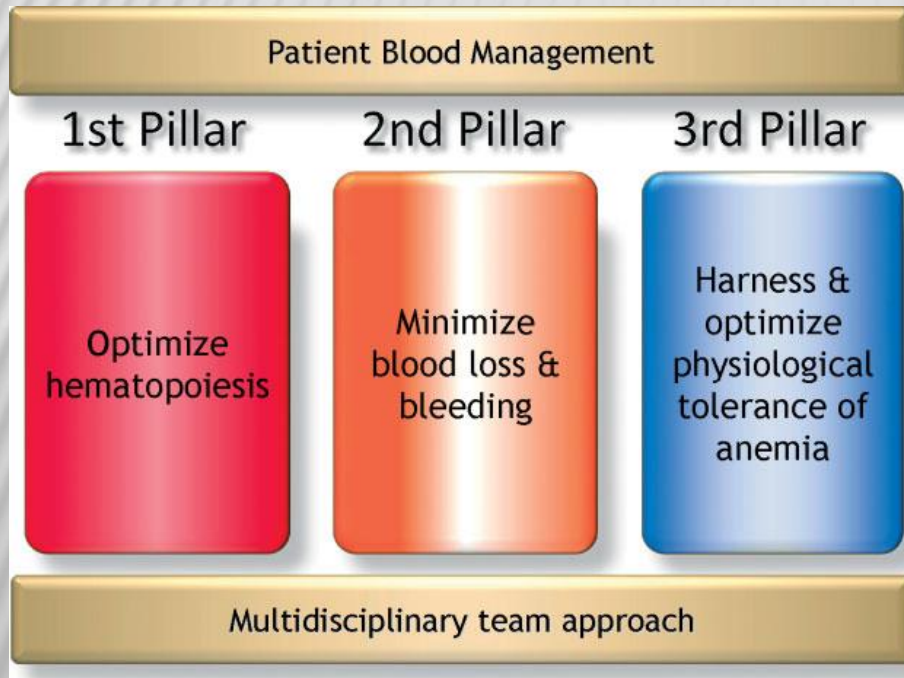 Patient Blood Management
1st Pillar
2nd Pillar
3rd Pillar
Optimize
hematopoiesis
Minimize
blood loss &
bleeding
Harness &
optimize
physiological
tolerance of
anemia
Multidisciplinary team approach